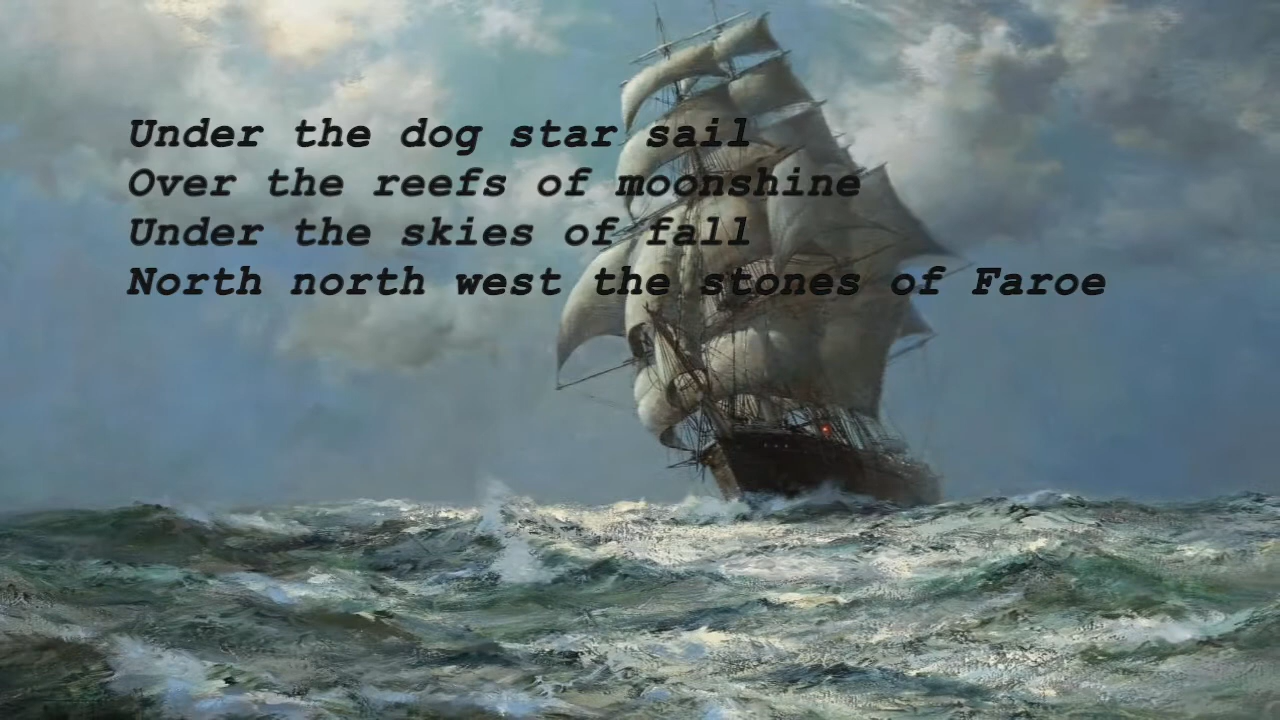 Under the dog star sail
Over the reefs of moonshine
Under the skies of fall
North north west the stones of Faroe